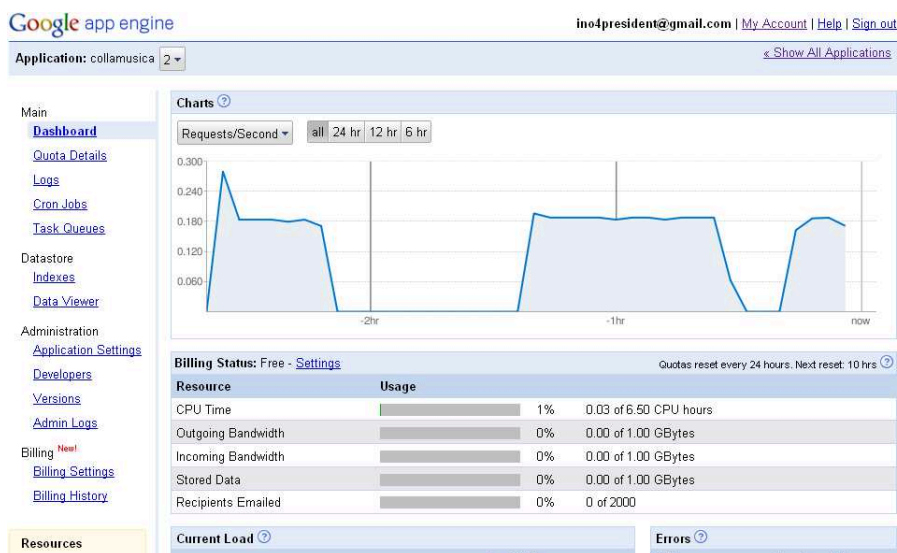 Google app engine
ino4president@gmail.com | My Account | Help | Sign out
Application: collamusica 2
« Show All Applications
Main
Dashboard
Quota Details
Logs
Cron Jobs
Task Queues
Datastore
Indexes
Data Viewer
Administration
Application Settings
Developers
Versions
Admin Logs
Billing New!
Billing Settings
Billing History
Resources
Charts ?
Requests/Second all 24 hr 12 hr 6 hr
0.300
0.240
0.180
0.120
0.060
-2hr -1hr now
Billing Status: Free - Settings Quotas reset every 24 hours. Next reset: 10 hrs ?
Resource Usage
CPU Time 1% 0.03 of 6.50 CPU hours
Outgoing Bandwidth 0% 0.00 of 1.00 GBytes
Incoming Bandwidth 0% 0.00 of 1.00 GBytes
Stored Data 0% 0.00 of 1.00 GBytes
Recipients Emailed 0% 0 of 2000
Current Load ? Errors ?